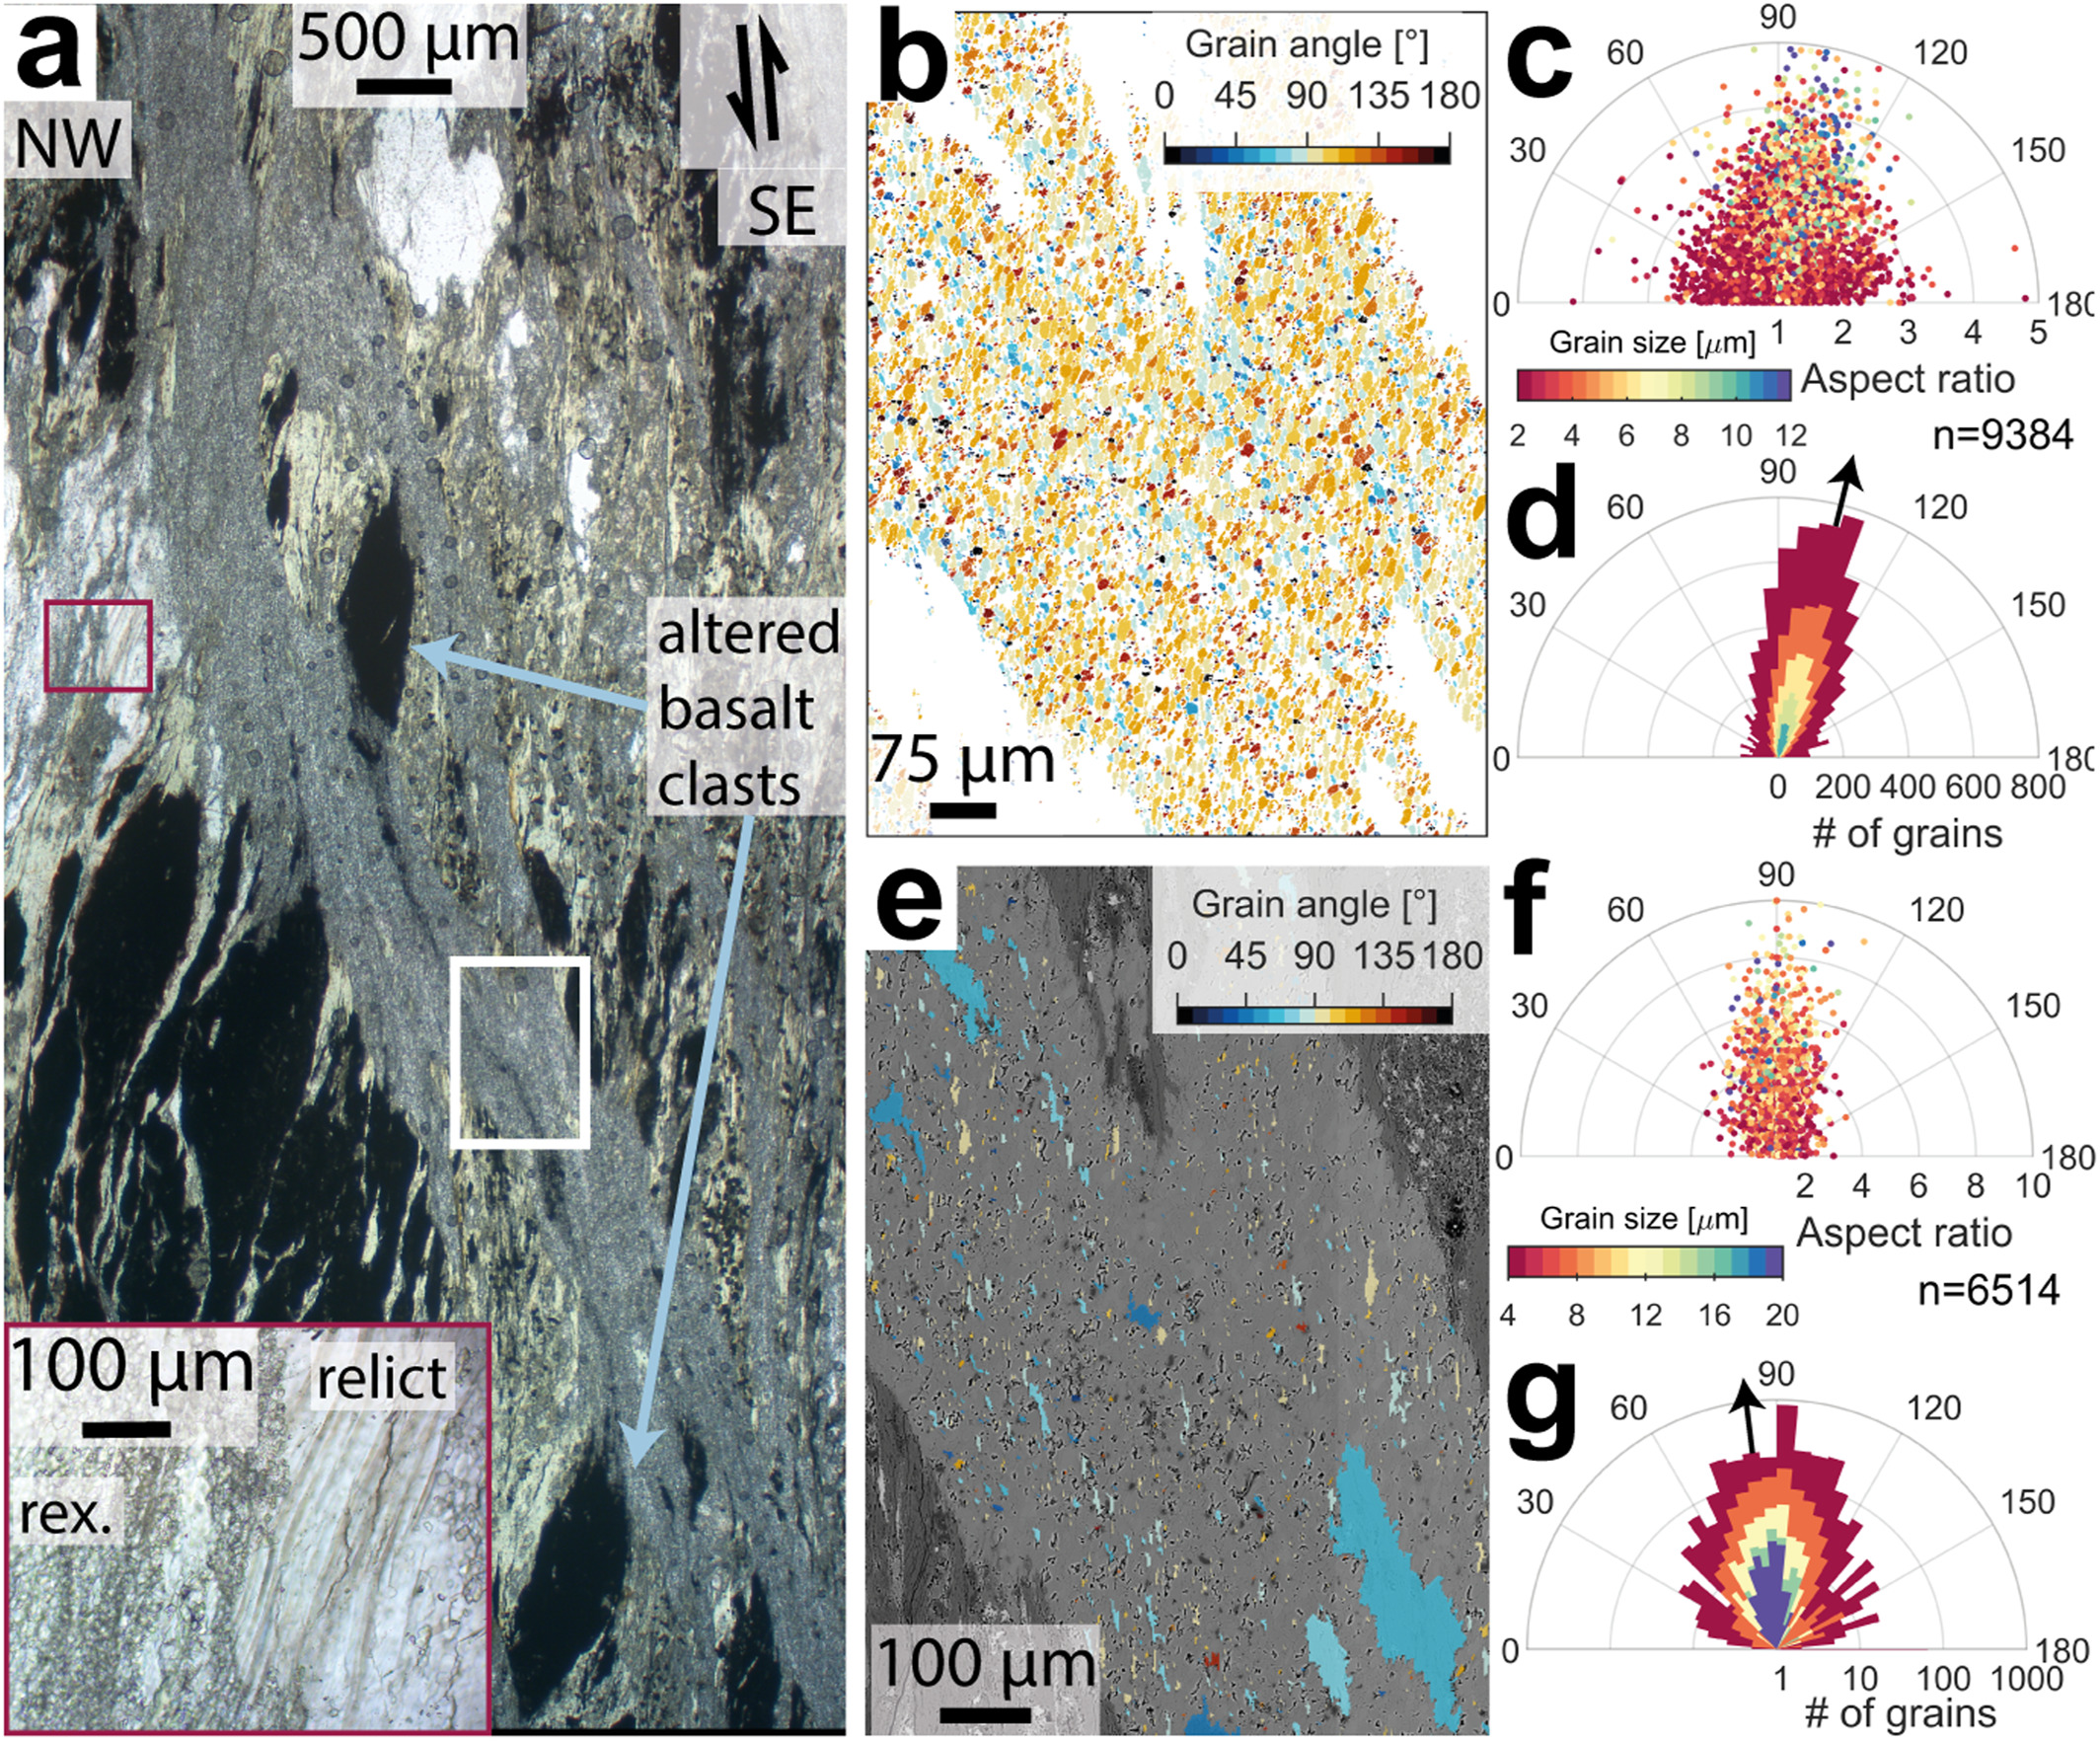 a
500 µm
NW
SE
altered
basalt
clasts
100 µm
relict
rex.
b
Grain angle [°]
0 45 90 135 180
75 µm
c
0 30 60 90 120 150
1 2 3 4 5
Grain size [µm]
Aspect ratio
2 4 6 8 10 12
n=9384
d
0 30 60 90 120 150
0 200 400 600 800
# of grains
e
Grain angle [°]
0 45 90 135 180
100 µm
f
0 30 60 90 120 150 180
2 4 6 8 10
Grain size [µm]
Aspect ratio
4 8 12 16 20
n=6514
g
0 30 60 90 120 150 180
1 10 100 1000
# of grains